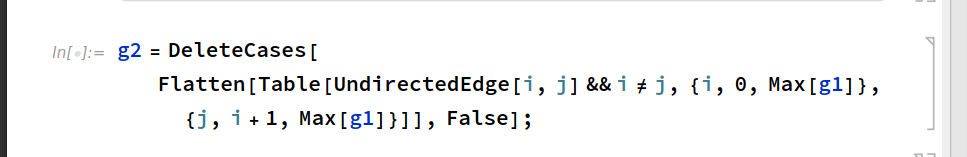 In[•]:= g2 = DeleteCases[
Flatten[Table[UndirectedEdge[i, j] && i ≠ j, {i, 0, Max[g1]},
{j, i + 1, Max[g1]}]], False];